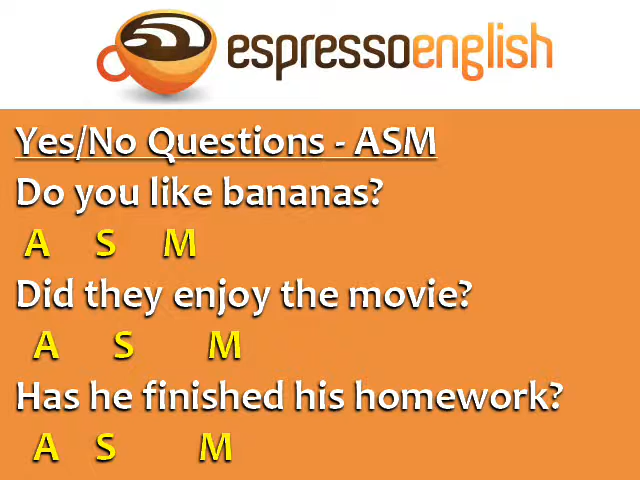 espressoenglish
Yes/No Questions - ASM
Do you like bananas?
A S M
Did they enjoy the movie?
A S M
Has he finished his homework?
A S M